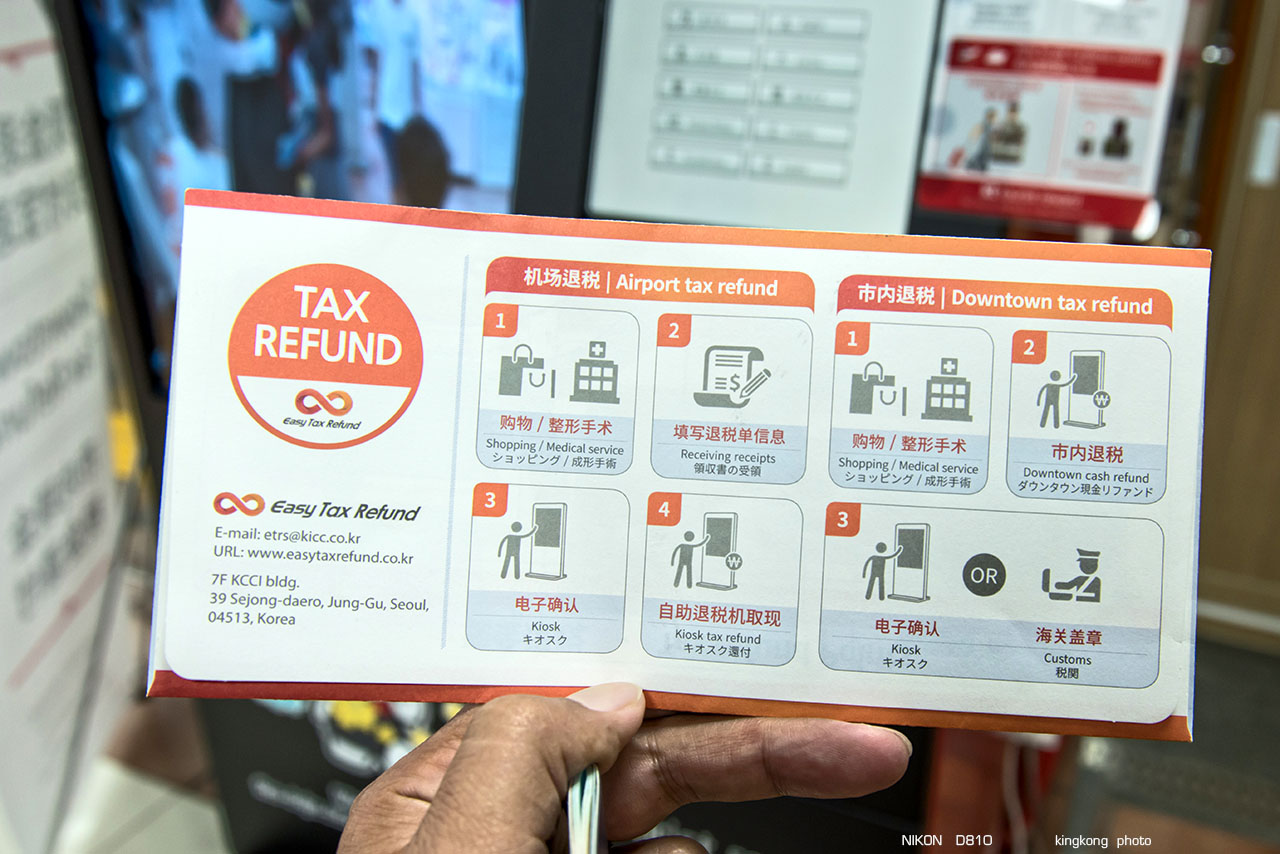 TAX
REFUND
Easy Tax Refund
Easy Tax Refund
E-mail: etrs@kicc.co.kr
URL: www.easytaxrefund.co.kr
7F KCCI bldg.
39 Sejong-daero, Jung-Gu, Seoul,
04513, Korea
机场退税 | Airport tax refund
1
购物 / 整形手术
Shopping / Medical service
ショッピング / 成形手術
2
$
填写退税单信息
Receiving receipts
領収書の受領
3
电子确认
Kiosk
キオスク
4
₩
自助退税机取现
Kiosk tax refund
キオスク還付
市内退税 | Downtown tax refund
1
购物 / 整形手术
Shopping / Medical service
ショッピング / 成形手術
2
₩
市内退税
Downtown cash refund
ダウンタウン現金リファンド
3
电子确认
Kiosk
キオスク
OR
海关盖章
Customs
税関
NIKON D810 kingkong photo